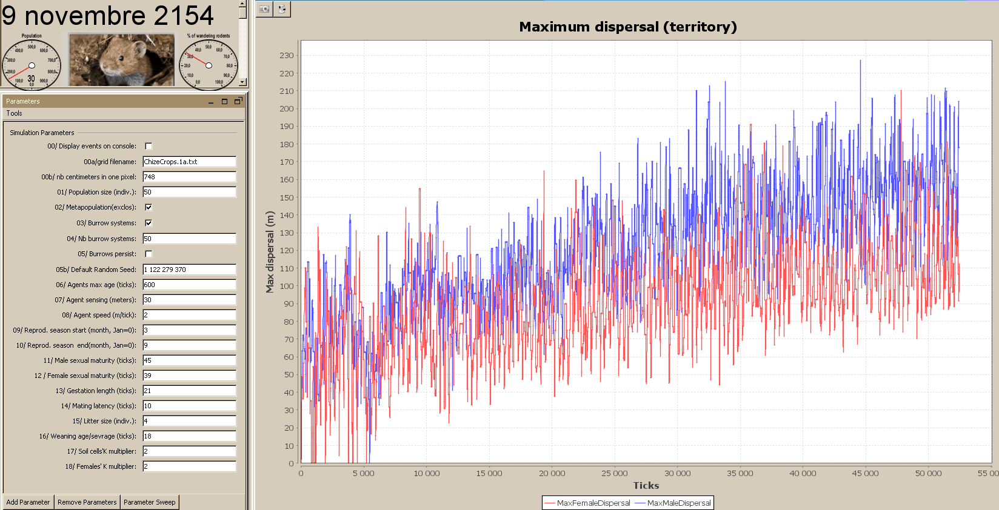 9 novembre 2154
Population
500,0
400,0 600,0
300,0 700,0
200,0 800,0
100,0 900,0
0,0
30
% of wandering rodents
50,0
40,0 60,0
30,0 70,0
20,0 80,0
10,0 90,0
0,0 100,0
Parameters
Tools
Simulation Parameters
00/ Display events on console:
00a/grid filename: ChizeCrops.1a.txt
00b/ nb centimeters in one pixel: 748
01/ Population size (indiv.): 50
02/ Metapopulation(exclos):
03/ Burrow systems:
04/ Nb burrow systems: 50
05/ Burrows persist:
05b/ Default Random Seed: 1 122 279 370
06/ Agents max age (ticks): 600
07/ Agent sensing (meters): 30
08/ Agent speed (m/tick): 2
09/ Reprod. season start (month, Jan=0): 3
10/ Reprod. season end(month, Jan=0): 9
11/ Male sexual maturity (ticks): 45
12 / Female sexual maturity (ticks): 39
13/ Gestation length (ticks): 21
14/ Mating latency (ticks): 10
15/ Litter size (indiv.): 4
16/ Weaning age/sevrage (ticks): 18
17/ Soil cells'K multiplier: 2
18/ Females' K multiplier: 2
Add Parameter Remove Parameters Parameter Sweep
Maximum dispersal (territory)
Max dispersal (m)
230
220
210
200
190
180
170
160
150
140
130
120
110
100
90
80
70
60
50
40
30
20
10
0
0 5 000 10 000 15 000 20 000 25 000 30 000 35 000 40 000 45 000 50 000 55 00
Ticks
MaxFemaleDispersal MaxMaleDispersal